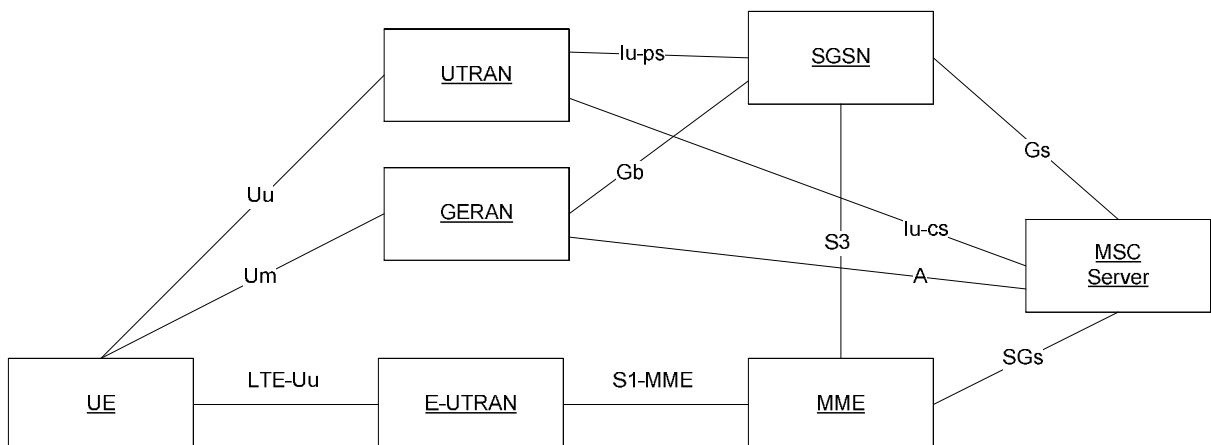 UTRAN
Iu-ps
SGSN
Uu
GERAN
Gb
Gs
Um
S3
Iu-cs
A
MSC
Server
UE
LTE-Uu
E-UTRAN
S1-MME
MME
SGs